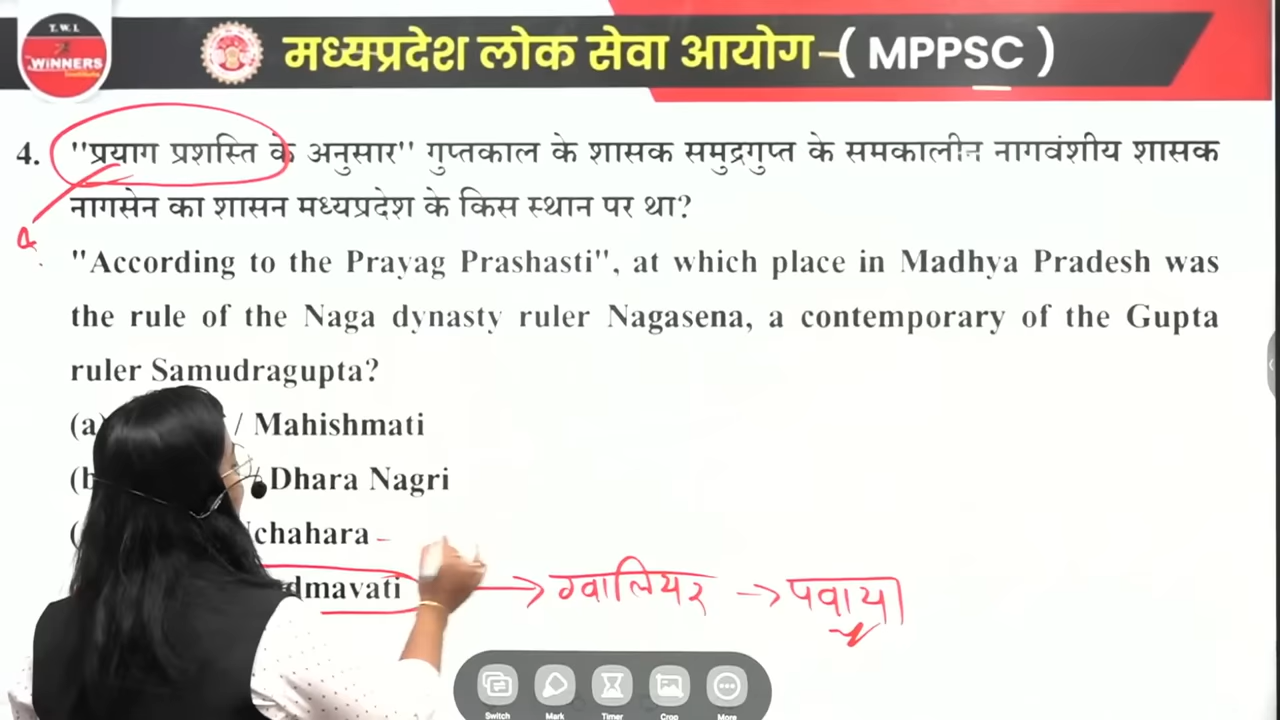 T.W.I.
WiNNERS
मध्यप्रदेश लोक सेवा आयोग - ( MPPSC )
4. "प्रयाग प्रशस्ति के अनुसार" गुप्तकाल के शासक समुद्रगुप्त के समकालीन नागवंशीय शासक
नागसेन का शासन मध्यप्रदेश के किस स्थान पर था?
"According to the Prayag Prashasti", at which place in Madhya Pradesh was
the rule of the Naga dynasty ruler Nagasena, a contemporary of the Gupta
ruler Samudragupta?
(a) / Mahishmati
(b / Dhara Nagri
( chahara
dmavati → ग्वालियर → पवाया
Switch Mark Timer Crop More